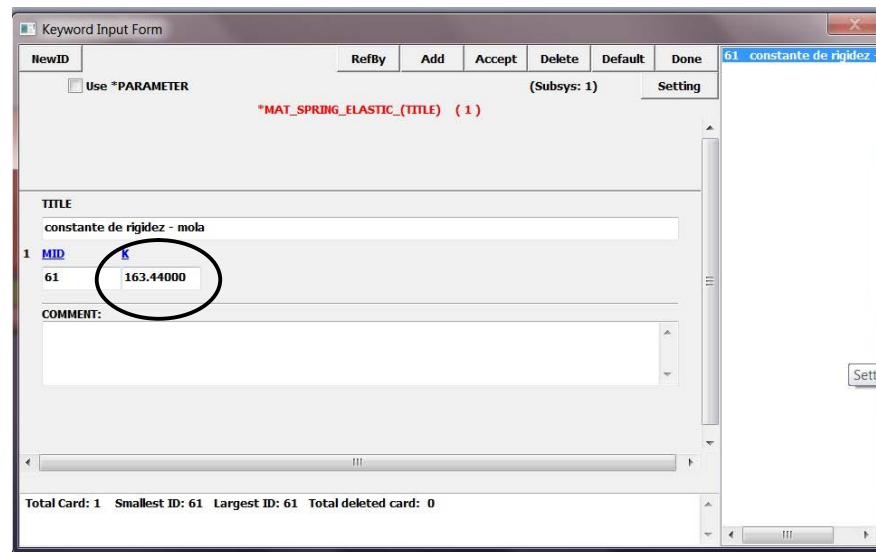 Keyword Input Form
NewID RefBy Add Accept Delete Default Done
Use *PARAMETER (Subsys: 1) Setting
*MAT_SPRING_ELASTIC_(TITLE) (1)
TITLE
constante de rigidez - mola
1 MID K
61 163.44000
COMMENT:
Total Card: 1 Smallest ID: 61 Largest ID: 61 Total deleted card: 0
61 constante de rigidez -
Sett